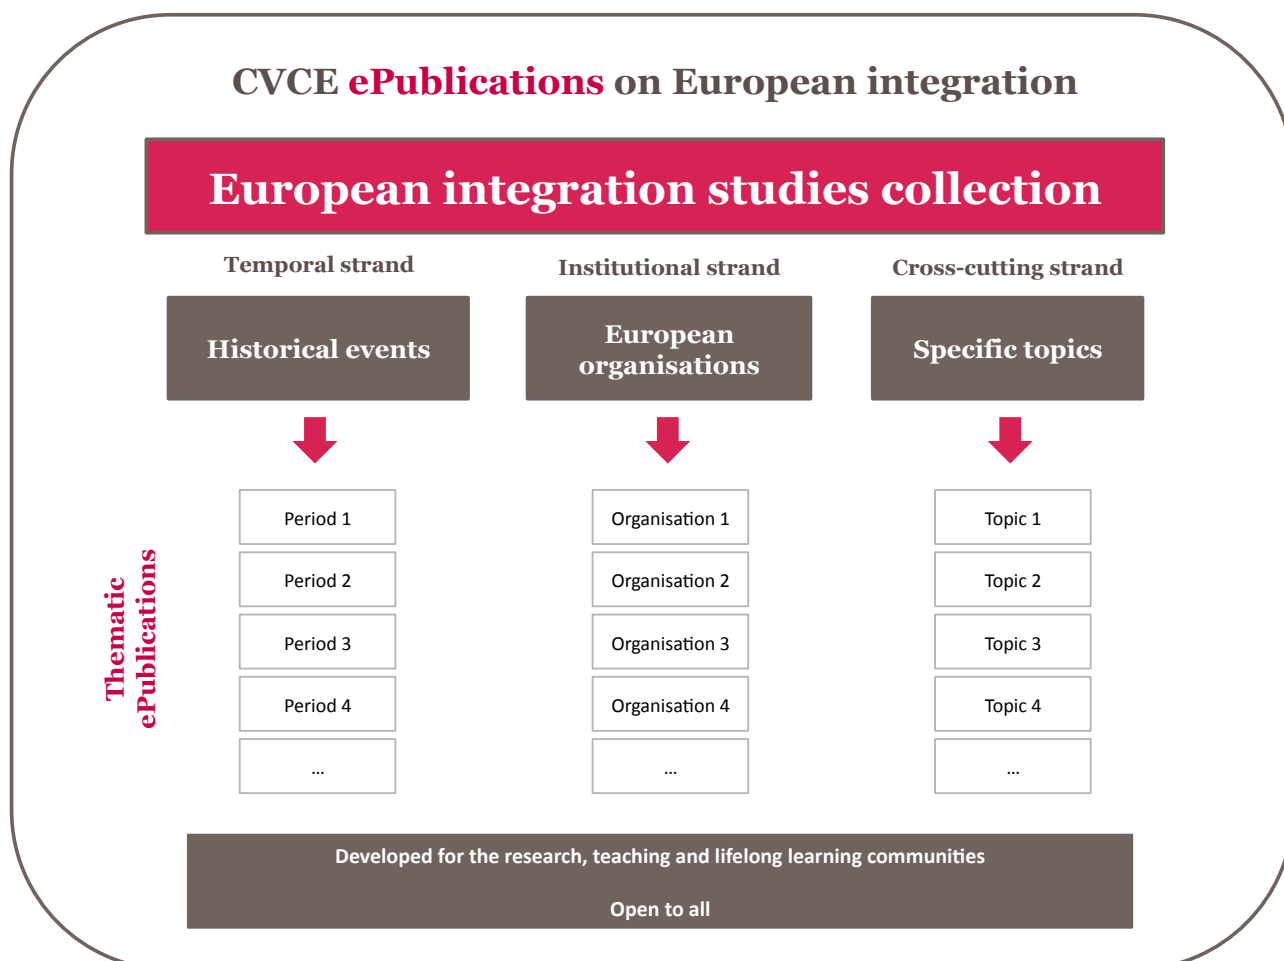 CVCE ePublications on European integration
European integration studies collection
Temporal strand
Institutional strand
Cross-cutting strand
Historical events
European
organisations
Specific topics
Thematic
ePublications
Period 1
Period 2
Period 3
Period 4
...
Organisation 1
Organisation 2
Organisation 3
Organisation 4
...
Topic 1
Topic 2
Topic 3
Topic 4
...
Developed for the research, teaching and lifelong learning communities
Open to all